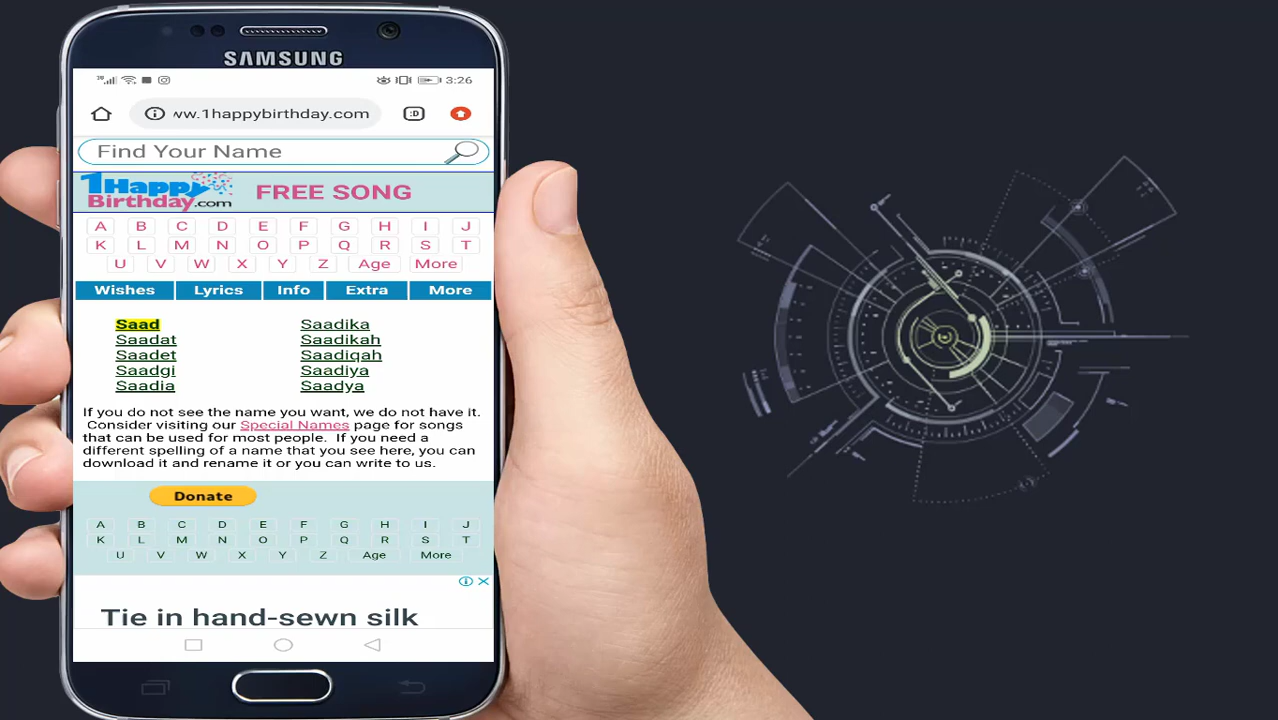 SAMSUNG
3:26
ww.1happybirthday.com :D
Find Your Name
1Happy
Birthday.com
FREE SONG
A B C D E F G H I J
K L M N O P Q R S T
U V W X Y Z Age More
Wishes Lyrics Info Extra More
Saad Saadika
Saadat Saadikah
Saadet Saadiqah
Saadgi Saadiya
Saadia Saadya
If you do not see the name you want, we do not have it.
Consider visiting our Special Names page for songs
that can be used for most people. If you need a
different spelling of a name that you see here, you can
download it and rename it or you can write to us.
Donate
A B C D E F G H I J
K L M N O P Q R S T
U V W X Y Z Age More
Tie in hand-sewn silk